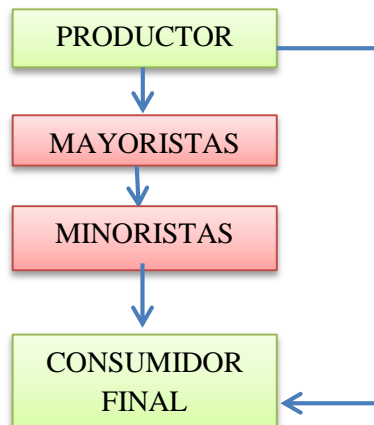 PRODUCTOR
MAYORISTAS
MINORISTAS
CONSUMIDOR
FINAL